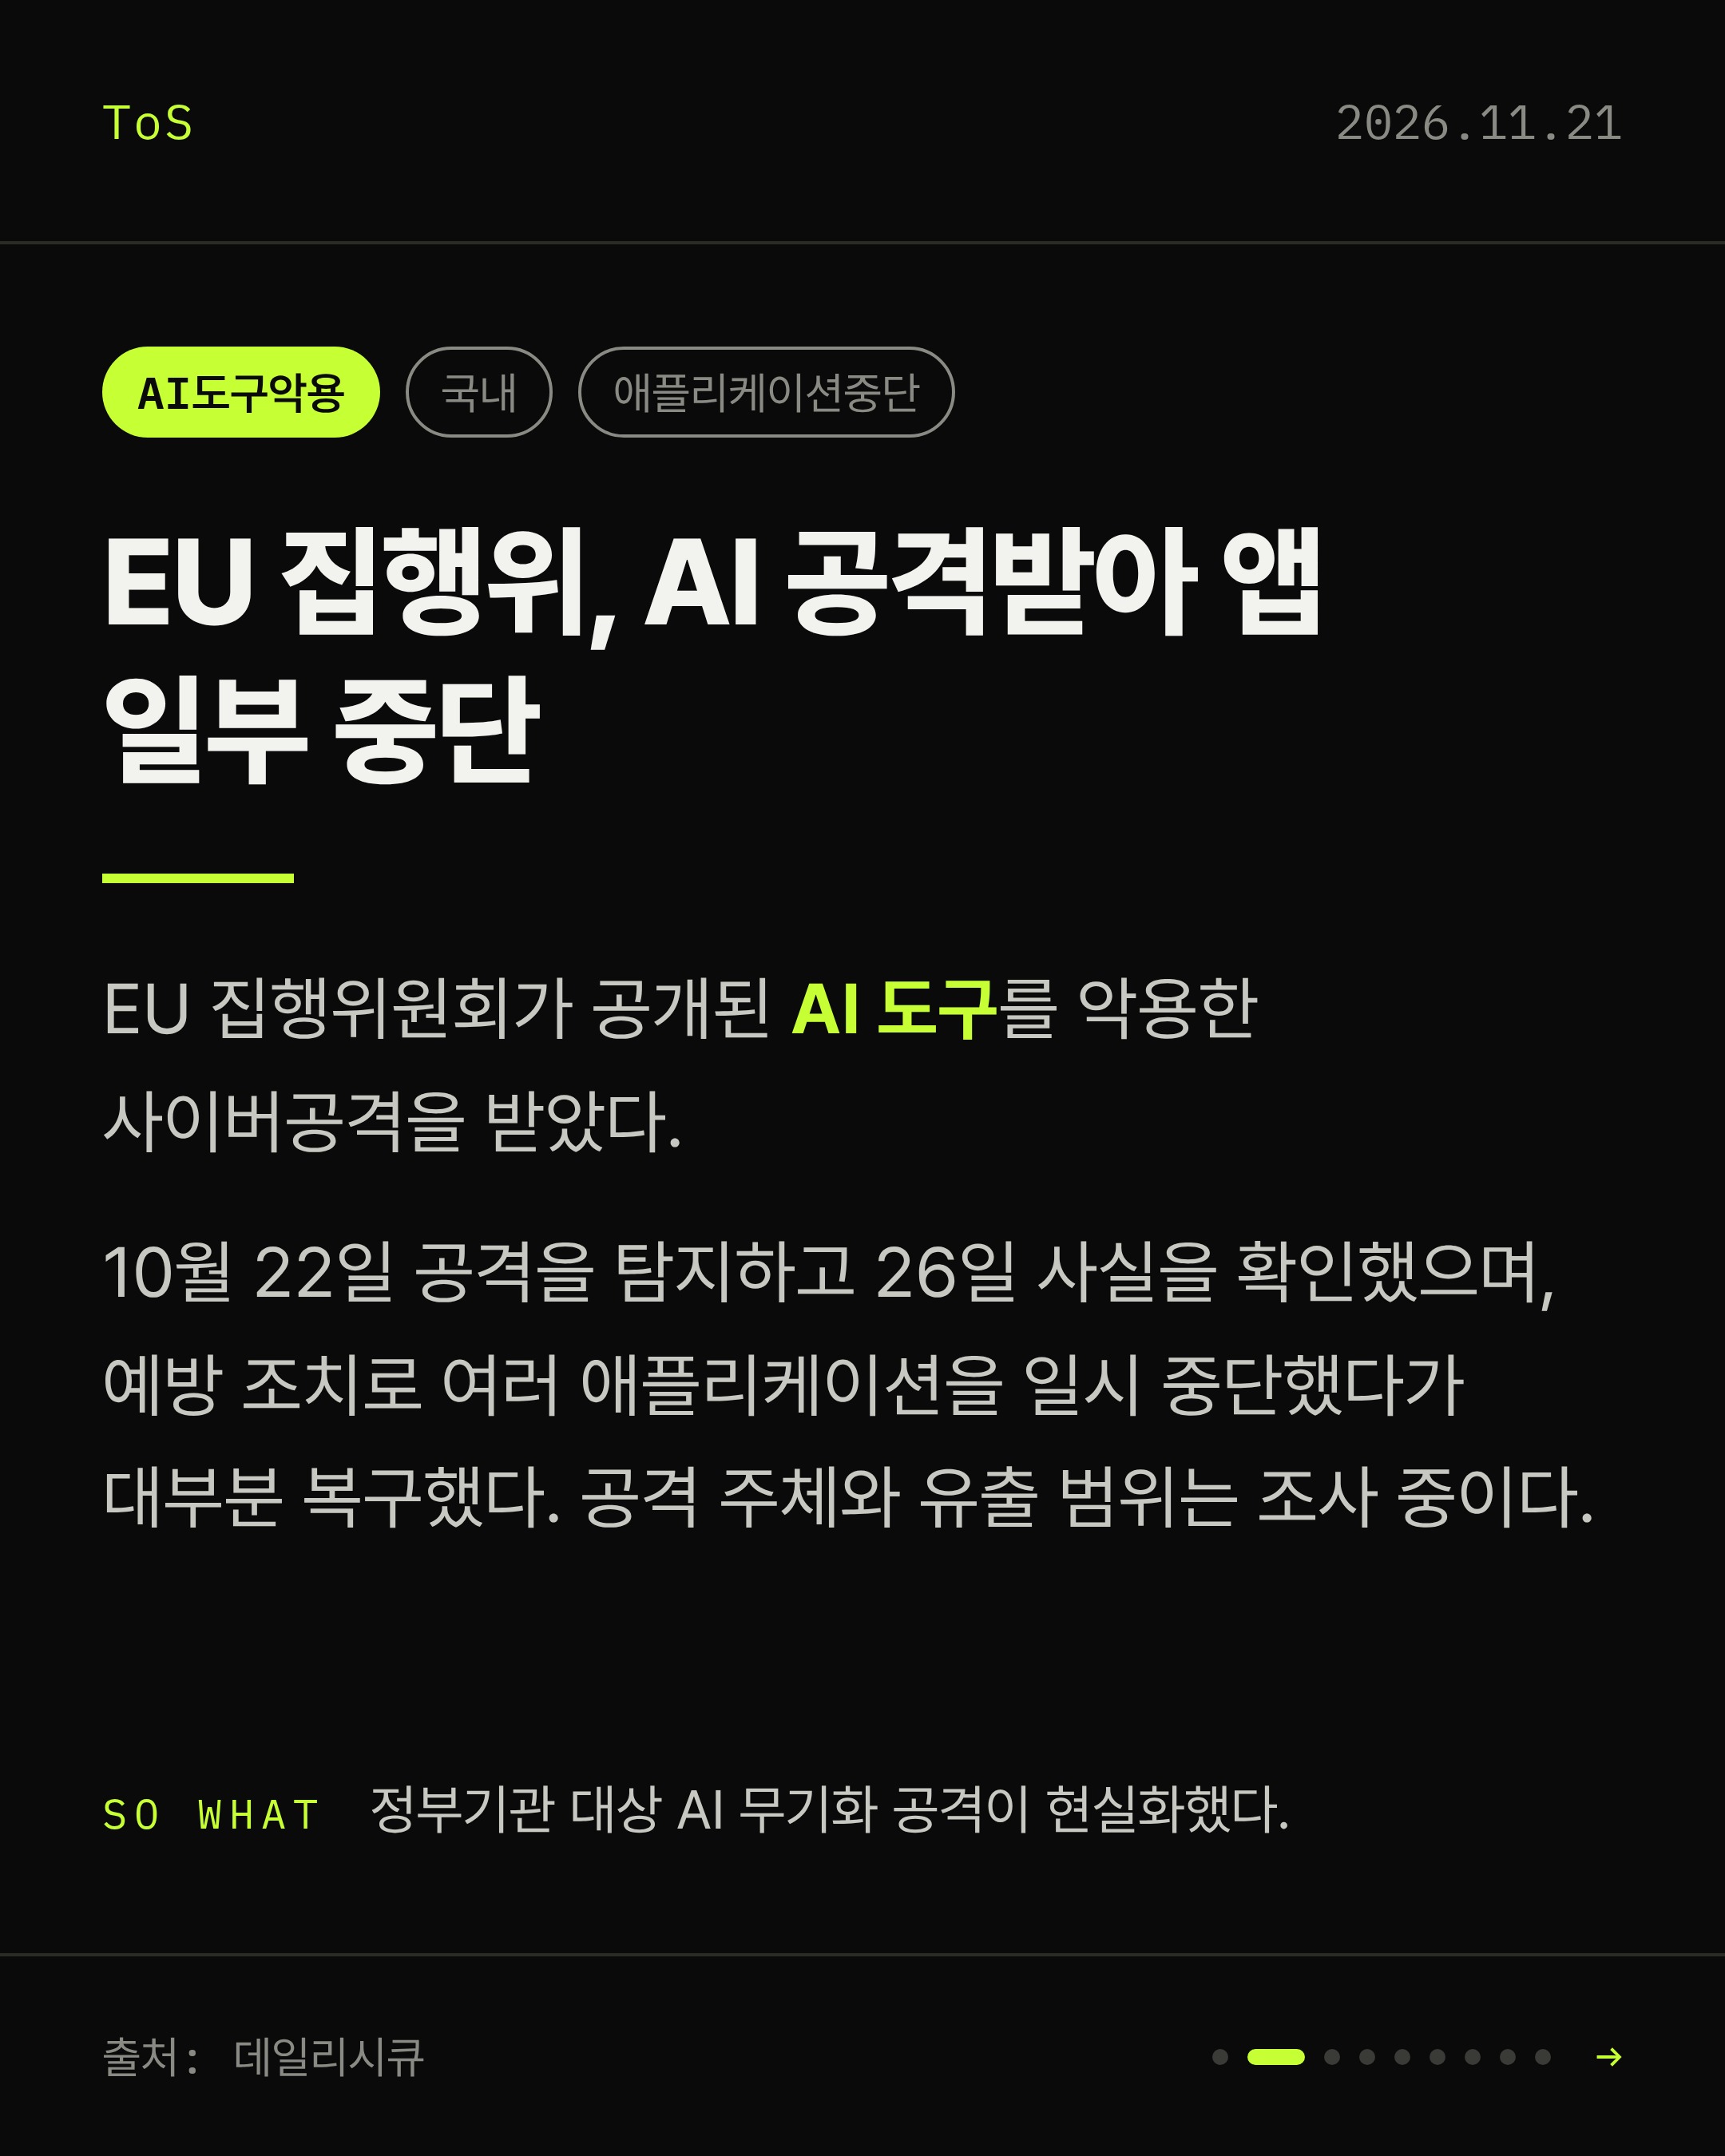 ToS
2026.11.21
AI도구악용
국내
애플리케이션중단
EU 집행위, AI 공격받아 앱
일부 중단
EU 집행위원회가 공개된 AI 도구를 악용한
사이버공격을 받았다.
10월 22일 공격을 탐지하고 26일 사실을 확인했으며,
예방 조치로 여러 애플리케이션을 일시 중단했다가
대부분 복구했다. 공격 주체와 유출 범위는 조사 중이다.
SO WHAT 정부기관 대상 AI 무기화 공격이 현실화했다.
출처: 데일리시큐
→